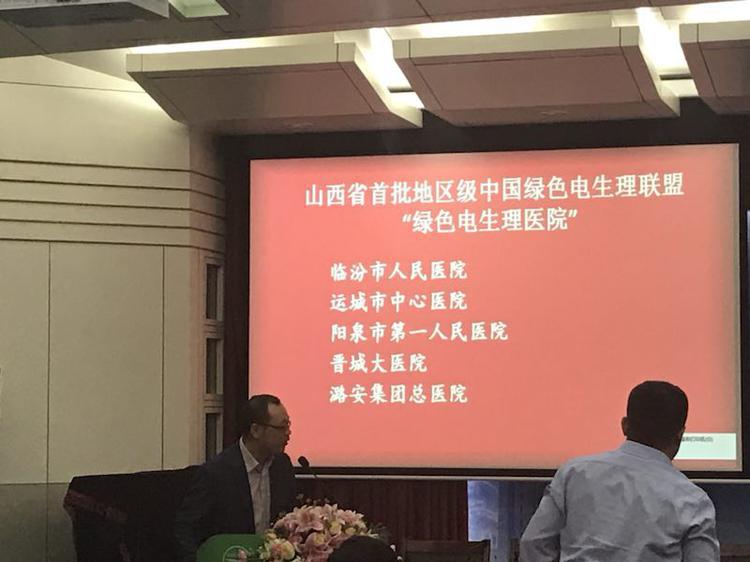 山西省首批地区级中国绿色电生理联盟
“绿色电生理医院”
临汾市人民医院
运城市中心医院
阳泉市第一人民医院
晋城大医院
潞安集团总医院